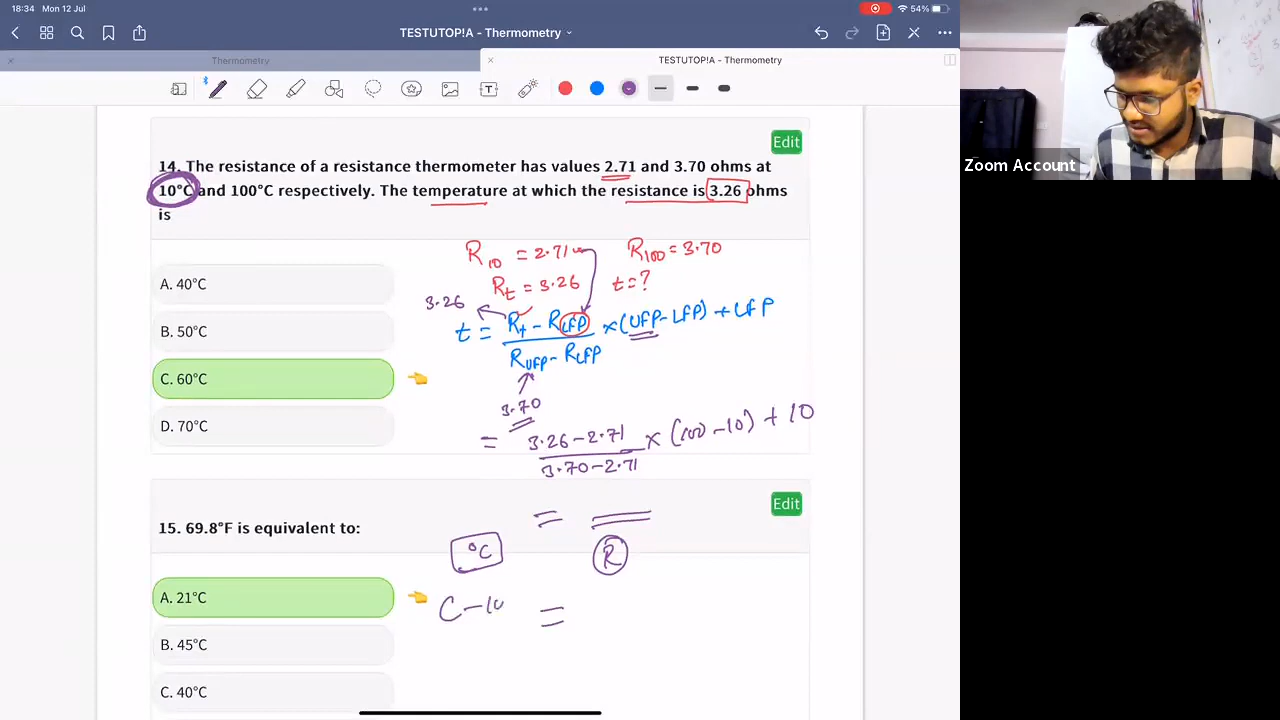 18:34 Mon 12 Jul
54%
TESTUTOP!A - Thermometry
Thermometry
TESTUTOP!A - Thermometry
Edit
14. The resistance of a resistance thermometer has values 2.71 and 3.70 ohms at
10°C and 100°C respectively. The temperature at which the resistance is 3.26 ohms
is
R10 = 2.71 R100 = 3.70
Rt = 3.26 t = ?
3.26
t = Rt - RLFP × (UFP - LFP) + LFP
RUFP - RLFP
3.70
= 3.26 - 2.71 × (100 - 10) + 10
3.70 - 2.71
A. 40°C
B. 50°C
C. 60°C
D. 70°C
Edit
15. 69.8°F is equivalent to:
=
°C R
C - 10 =
A. 21°C
B. 45°C
C. 40°C
Zoom Account